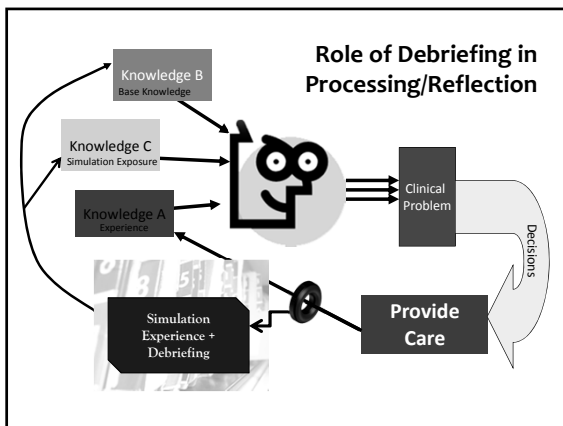 Role of Debriefing in
Processing/Reflection
Knowledge B
Base Knowledge
Knowledge C
Simulation Exposure
Knowledge A
Experience
Clinical
Problem
Decisions
Provide
Care
Simulation
Experience +
Debriefing